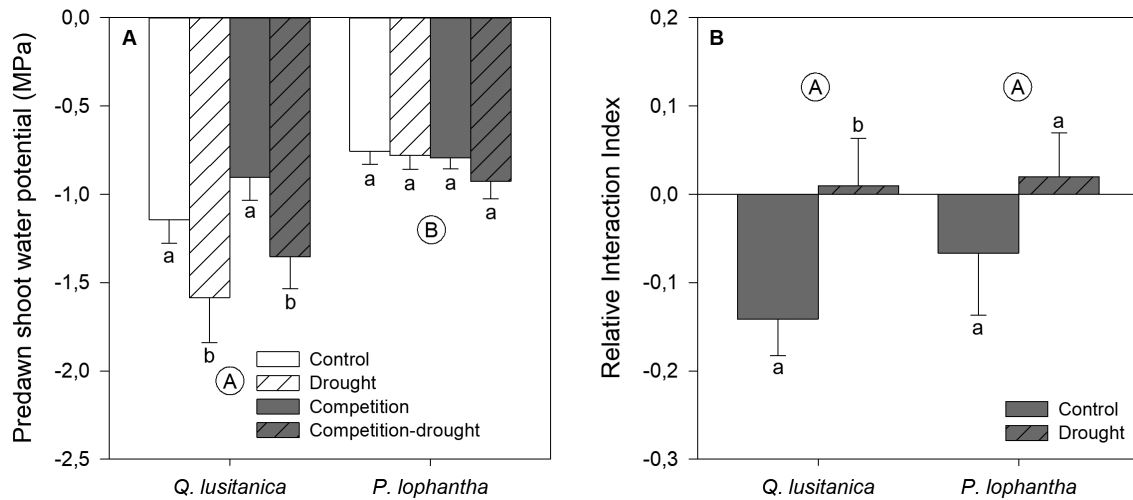 A
Predawn shoot water potential (MPa)
0,0
-0,5
-1,0
-1,5
-2,0
-2,5
a
b
a
b
A
a
a
a
a
B
Control
Drought
Competition
Competition-drought
Q. lusitanica
P. lophantha
B
Relative Interaction Index
0,2
0,1
0,0
-0,1
-0,2
-0,3
A
A
a
b
a
a
Control
Drought
Q. lusitanica
P. lophantha